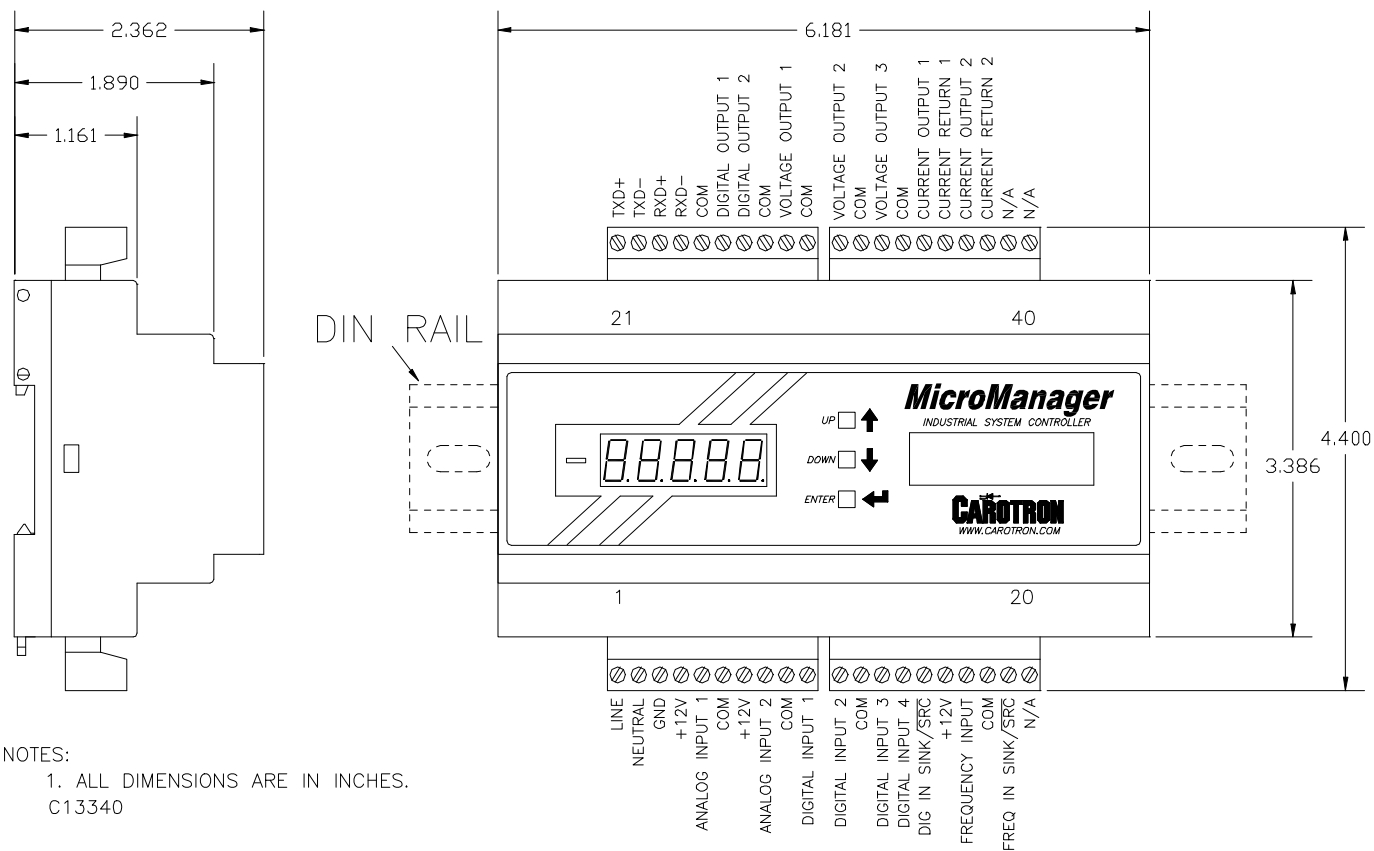 2.362
1.890
1.161
6.181
TXD+
TXD-
RXD+
RXD-
COM
DIGITAL OUTPUT 1
DIGITAL OUTPUT 2
COM
VOLTAGE OUTPUT 1
COM
VOLTAGE OUTPUT 2
COM
VOLTAGE OUTPUT 3
COM
CURRENT OUTPUT 1
CURRENT RETURN 1
CURRENT OUTPUT 2
CURRENT RETURN 2
N/A
N/A
21
40
DIN RAIL
MicroManager
INDUSTRIAL SYSTEM CONTROLLER
UP
DOWN
ENTER
- 8.8.8.8.8.
CAROTRON
WWW.CAROTRON.COM
4.400
3.386
1
20
LINE
NEUTRAL
GND
+12V
ANALOG INPUT 1
COM
+12V
ANALOG INPUT 2
COM
DIGITAL INPUT 1
DIGITAL INPUT 2
COM
DIGITAL INPUT 3
DIGITAL INPUT 4
DIG IN SINK/SRC
+12V
FREQUENCY INPUT
COM
FREQ IN SINK/SRC
N/A
NOTES:
1. ALL DIMENSIONS ARE IN INCHES.
C13340